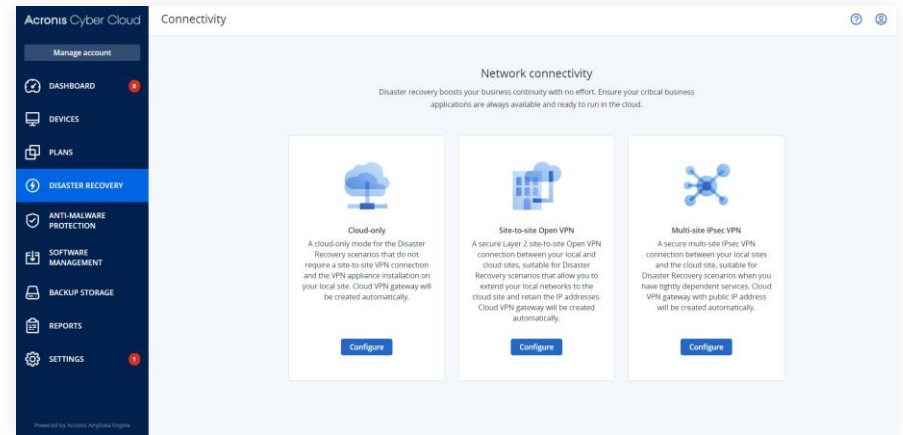 Acronis Cyber Cloud
Manage account
DASHBOARD
8
DEVICES
PLANS
DISASTER RECOVERY
ANTI-MALWARE
PROTECTION
SOFTWARE
MANAGEMENT
BACKUP STORAGE
REPORTS
SETTINGS
1
Powered by Acronis AnyData Engine
Connectivity
?
Network connectivity
Disaster recovery boosts your business continuity with no effort. Ensure your critical business
applications are always available and ready to run in the cloud.
Cloud-only
A cloud-only mode for the Disaster
Recovery scenarios that do not
require a site-to-site VPN connection
and the VPN appliance installation on
your local site. Cloud VPN gateway will
be created automatically.
Configure
Site-to-site Open VPN
A secure Layer 2 site-to-site Open VPN
connection between your local and
cloud sites, suitable for Disaster
Recovery scenarios that allow you to
extend your local networks to the
cloud site and retain the IP addresses.
Cloud VPN gateway will be created
automatically.
Configure
Multi-site IPsec VPN
A secure multi-site IPsec VPN
connection between your local sites
and the cloud site, suitable for
Disaster Recovery scenarios when you
have tightly dependent services. Cloud
VPN gateway with public IP address
will be created automatically.
Configure